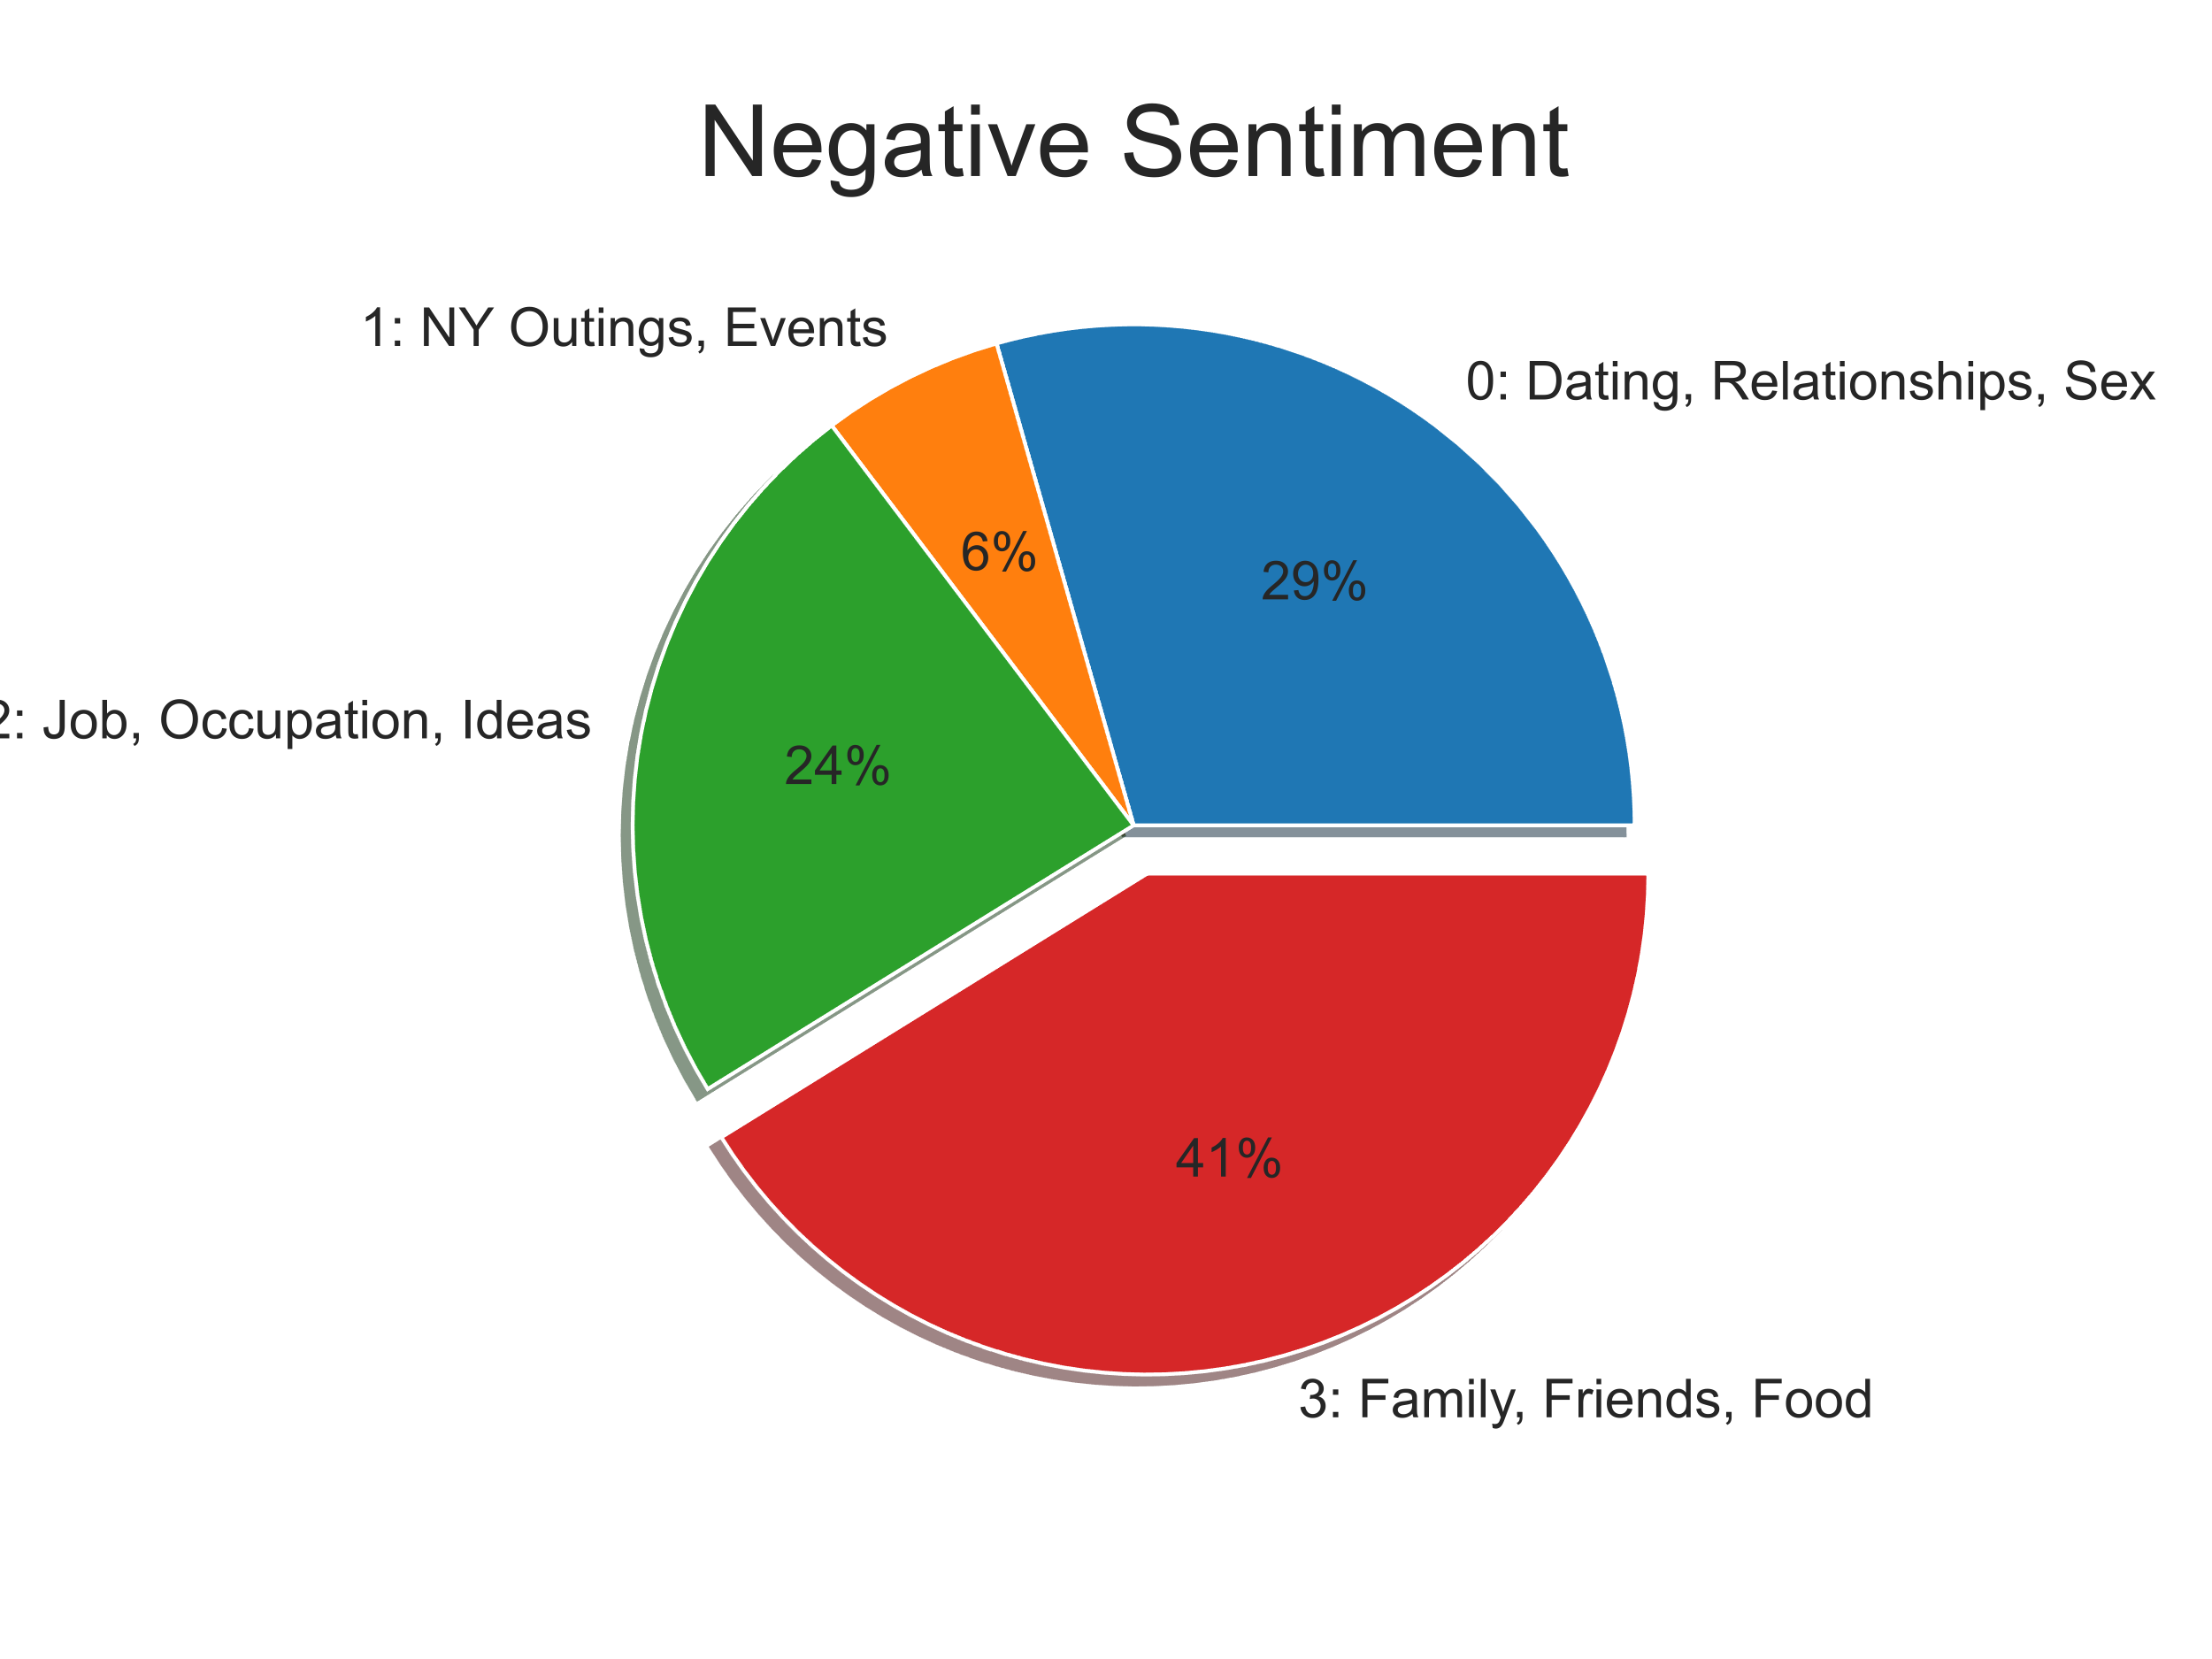 Negative Sentiment
1: NY Outings, Events
0: Dating, Relationships, Sex
6%
29%
2: Job, Occupation, Ideas
24%
41%
3: Family, Friends, Food